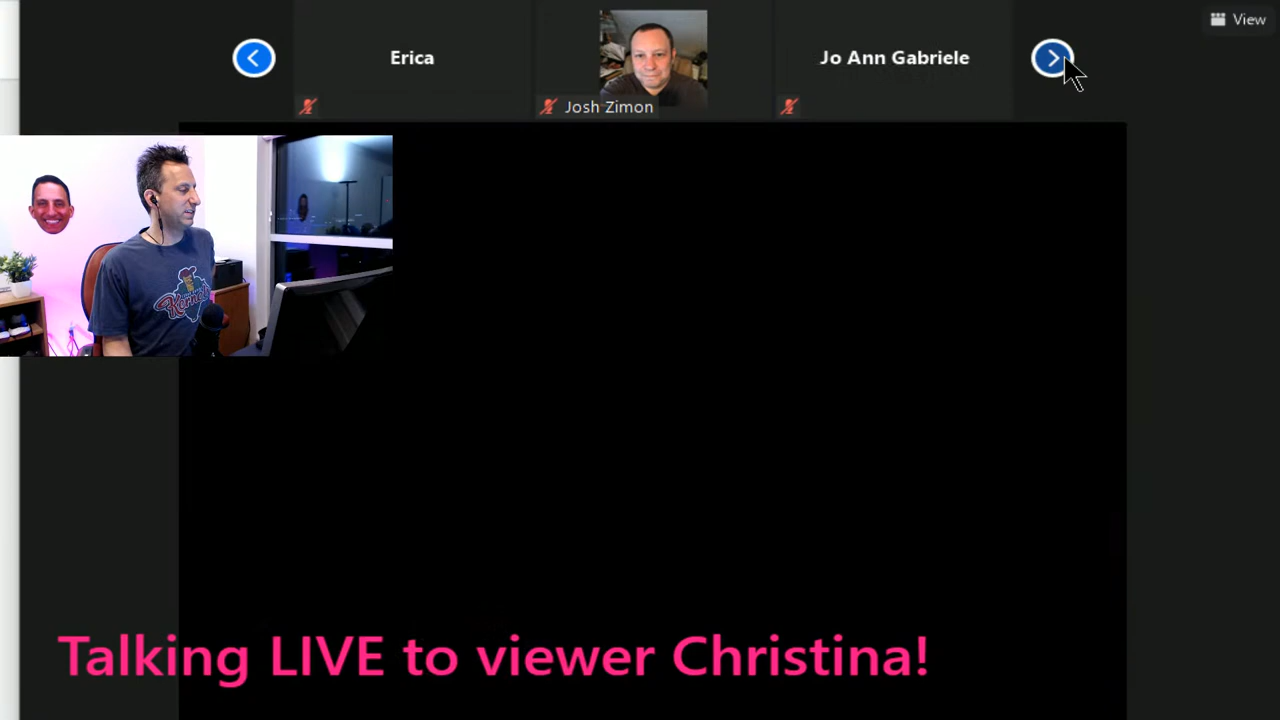 View
Erica
Jo Ann Gabriele
Josh Zimon
Talking LIVE to viewer Christina!